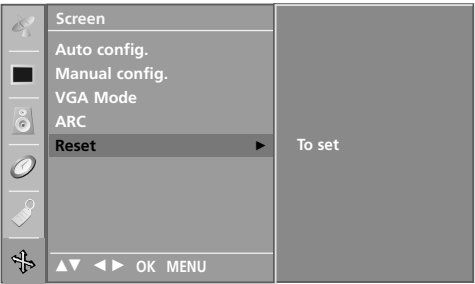 Screen
Auto config.
Manual config.
VGA Mode
ARC
Reset ► To set
▲▼ ◄► OK MENU